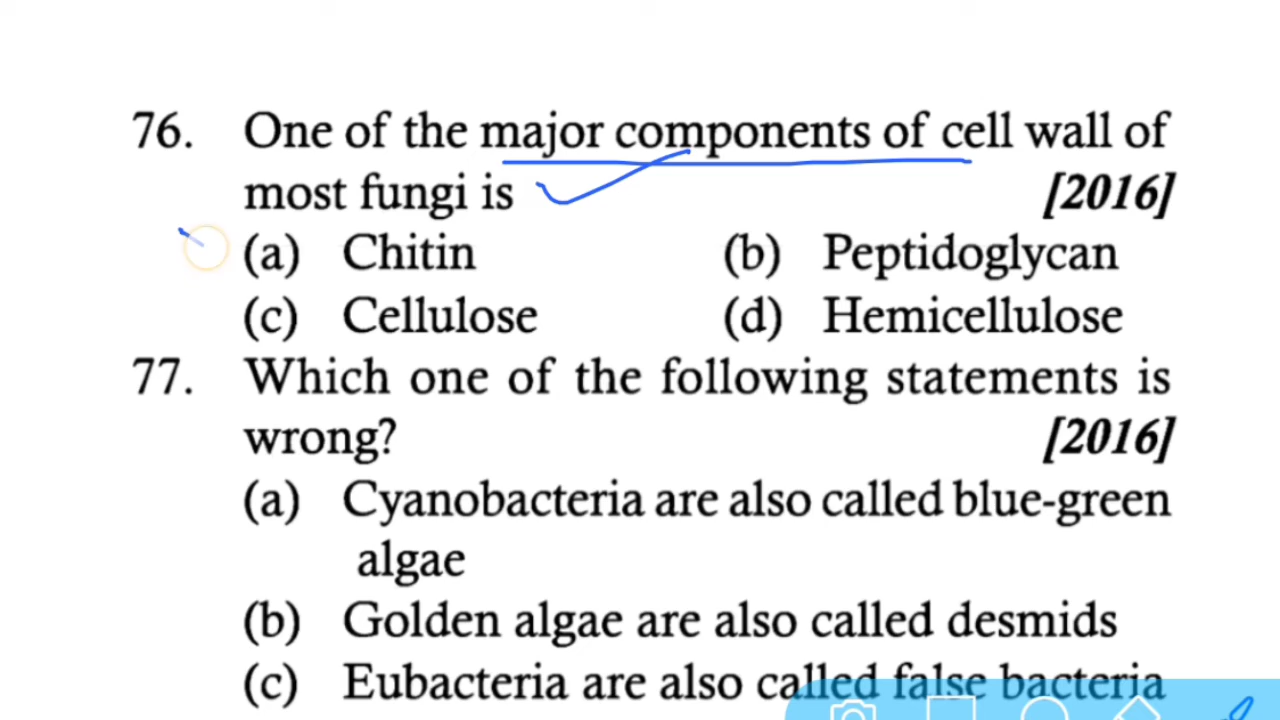 76. One of the major components of cell wall of
most fungi is [2016]
(a) Chitin (b) Peptidoglycan
(c) Cellulose (d) Hemicellulose
77. Which one of the following statements is
wrong? [2016]
(a) Cyanobacteria are also called blue-green
algae
(b) Golden algae are also called desmids
(c) Eubacteria are also called false bacteria